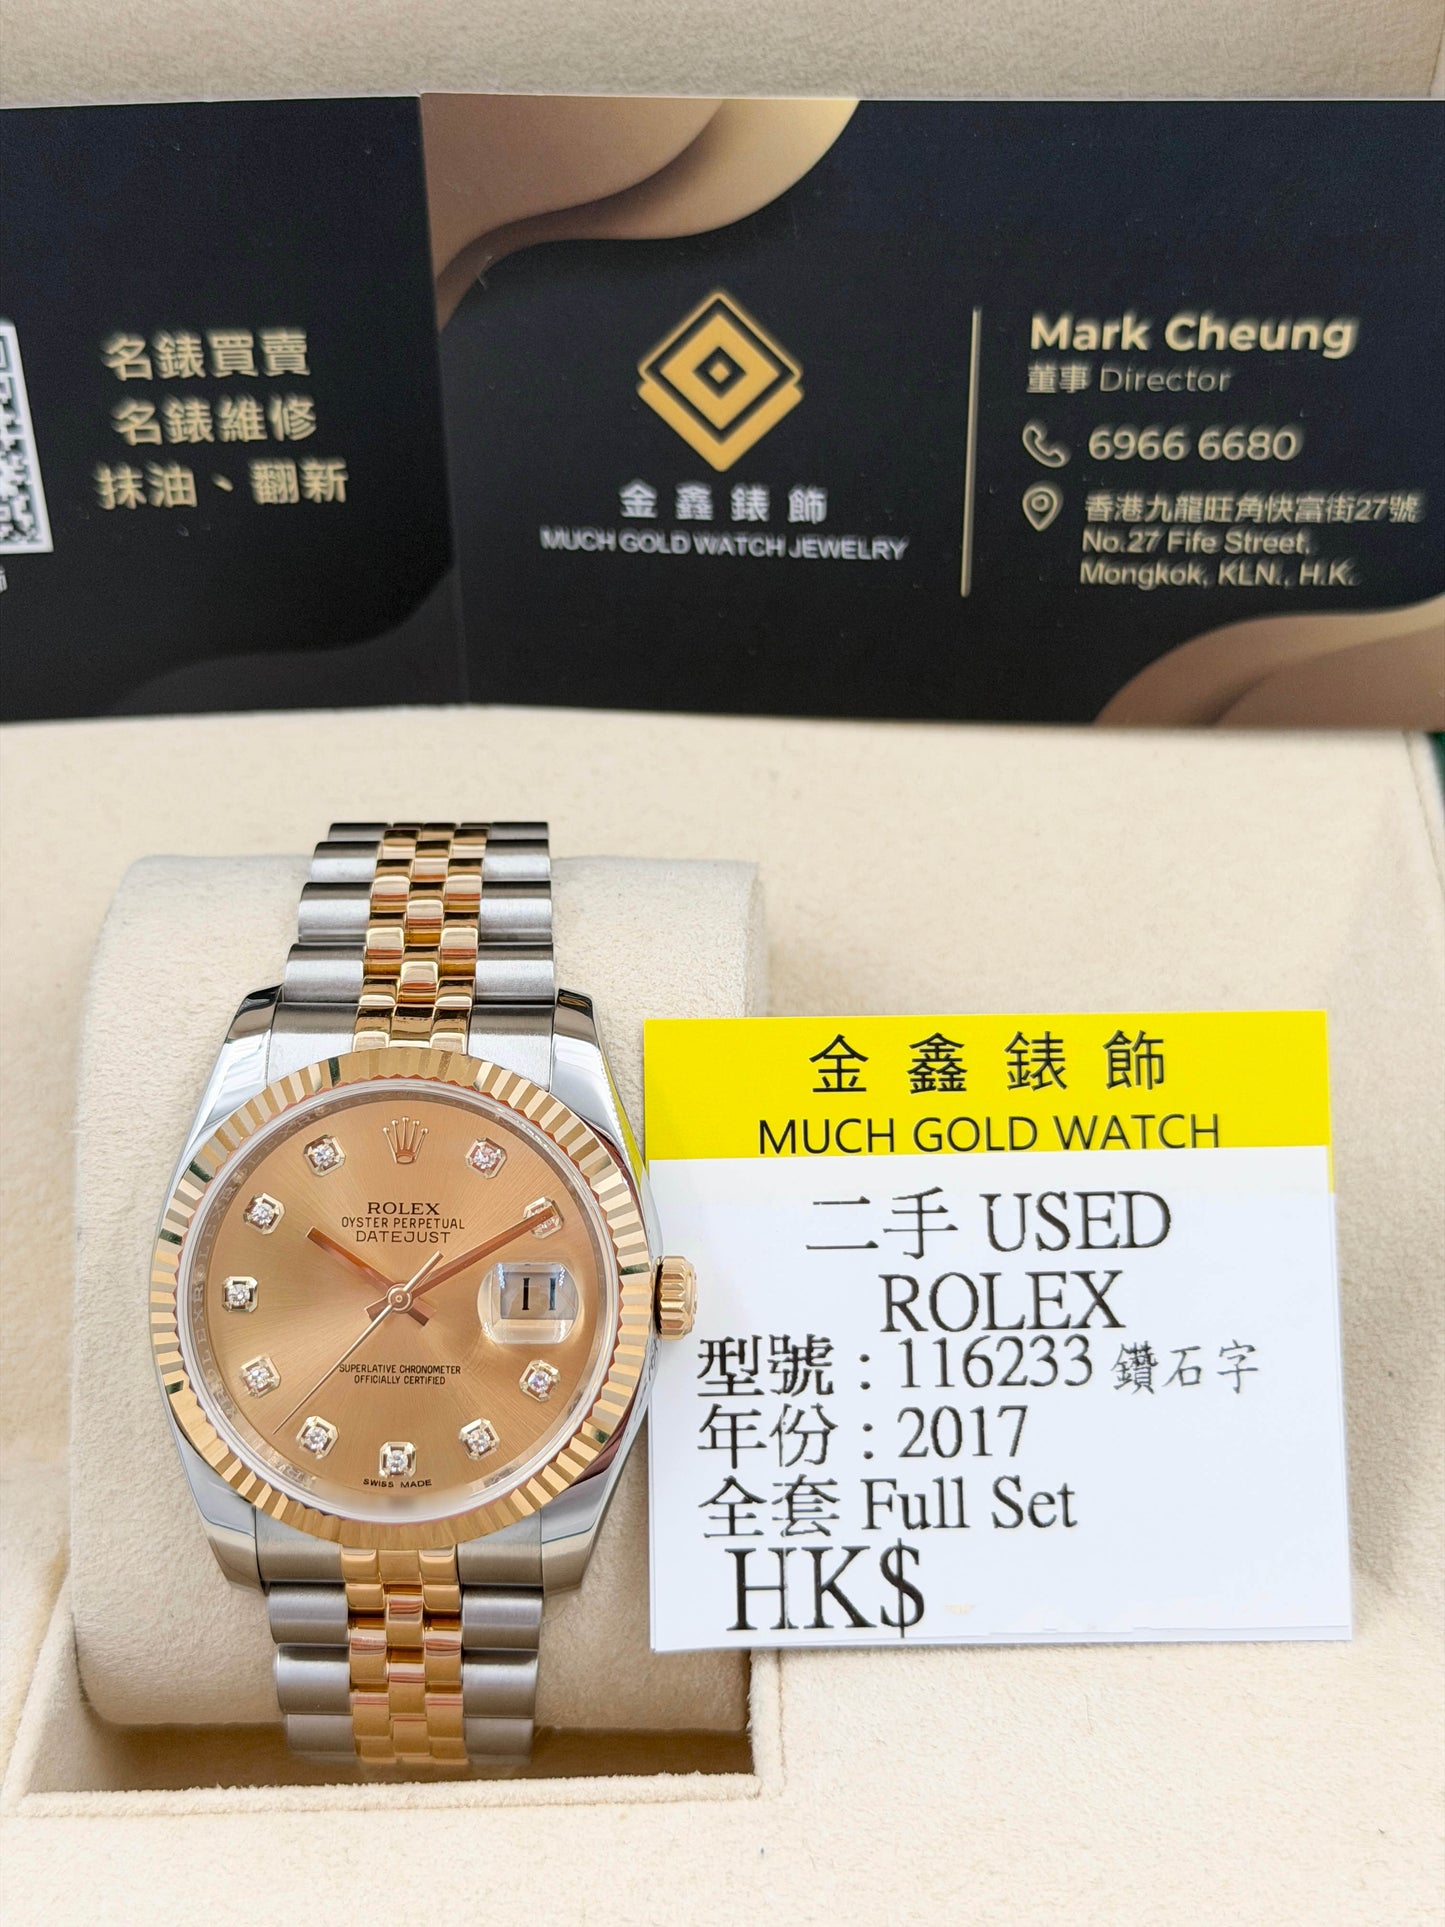 名錶買賣
名錶維修
抹油、翻新
金鑫錶飾
MUCH GOLD WATCH JEWELRY
Mark Cheung
董事 Director
6966 6680
香港九龍旺角快富街27號
No.27 Fife Street,
Mongkok, KLN., H.K.
ROLEX
OYSTER PERPETUAL
DATEJUST
11
SUPERLATIVE CHRONOMETER
OFFICIALLY CERTIFIED
SWISS MADE
金鑫錶飾
MUCH GOLD WATCH
二手 USED
ROLEX
型號：116233 鑽石字
年份：2017
全套 Full Set
HK$